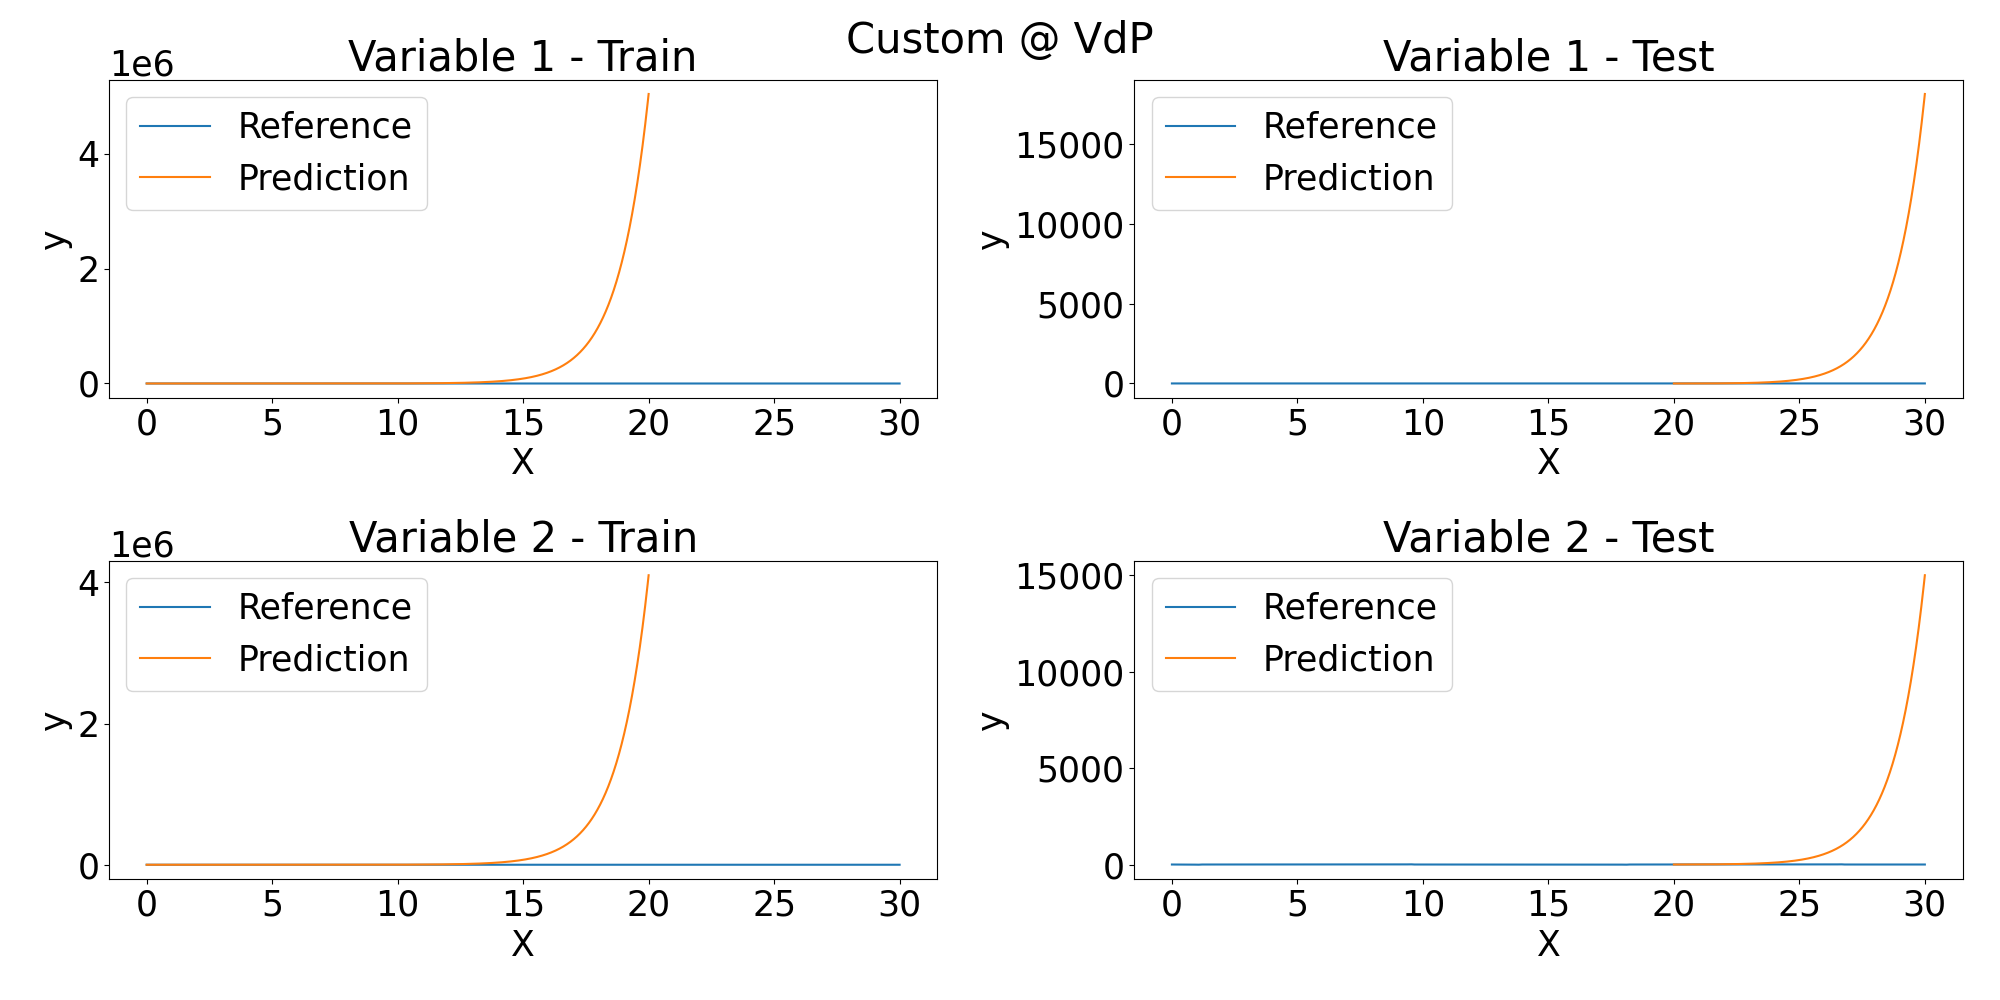 Custom @ VdP
Variable 1 - Train
1e6
Reference
Prediction
4
2
0
y
0 5 10 15 20 25 30
X
Variable 1 - Test
Reference
Prediction
15000
10000
5000
0
y
0 5 10 15 20 25 30
X
Variable 2 - Train
1e6
Reference
Prediction
4
2
0
y
0 5 10 15 20 25 30
X
Variable 2 - Test
Reference
Prediction
15000
10000
5000
0
y
0 5 10 15 20 25 30
X